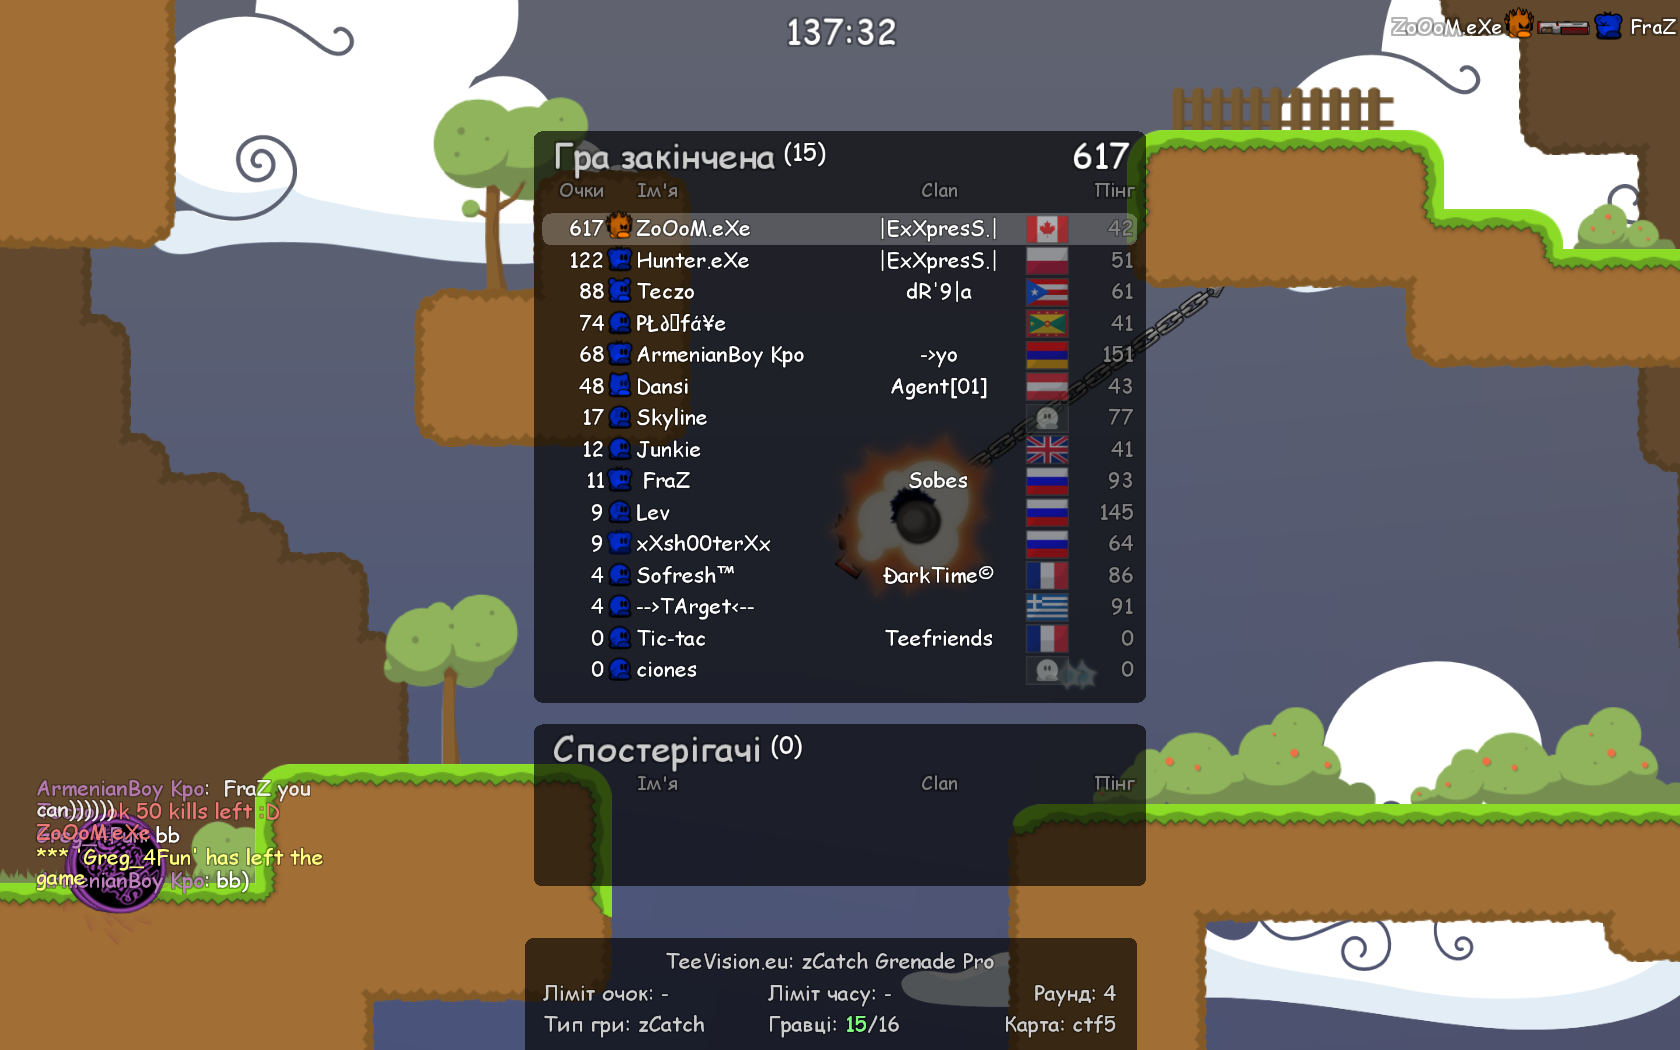 137:32
ZoOoM.eXe FraZ
Гра закінчена (15) 617
Очки Ім'я Clan Пінг
617 ZoOoM.eXe |ExXpresS.| 42
122 Hunter.eXe |ExXpresS.| 51
88 Teczo dR'9|a 61
74 41
68 ArmenianBoy Kpo ->yo 151
48 Dansi Agent[01] 43
17 Skyline 77
12 Junkie 41
11 FraZ Sobes 93
9 Lev 145
9 xXsh00terXx 64
4 Sofresh™ ĐarkTime© 86
4 -->TArget<-- 91
0 Tic-tac Teefriends 0
0 ciones 0
Спостерігачі (0)
Ім'я Clan Пінг
ArmenianBoy Kpo: FraZ you
can))))))
ok 50 kills left :D
ZoOoM.eXe: bb
*** 'Greg_4Fun' has left the
game
ArmenianBoy Kpo: bb)
TeeVision.eu: zCatch Grenade Pro
Ліміт очок: - Ліміт часу: - Раунд: 4
Тип гри: zCatch Гравці: 15/16 Карта: ctf5